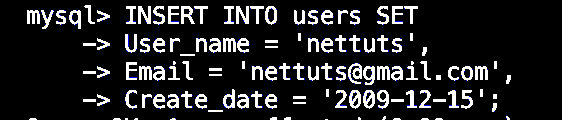 mysql> INSERT INTO users SET
-> User_name = 'nettuts',
-> Email = 'nettuts@gmail.com',
-> Create_date = '2009-12-15';